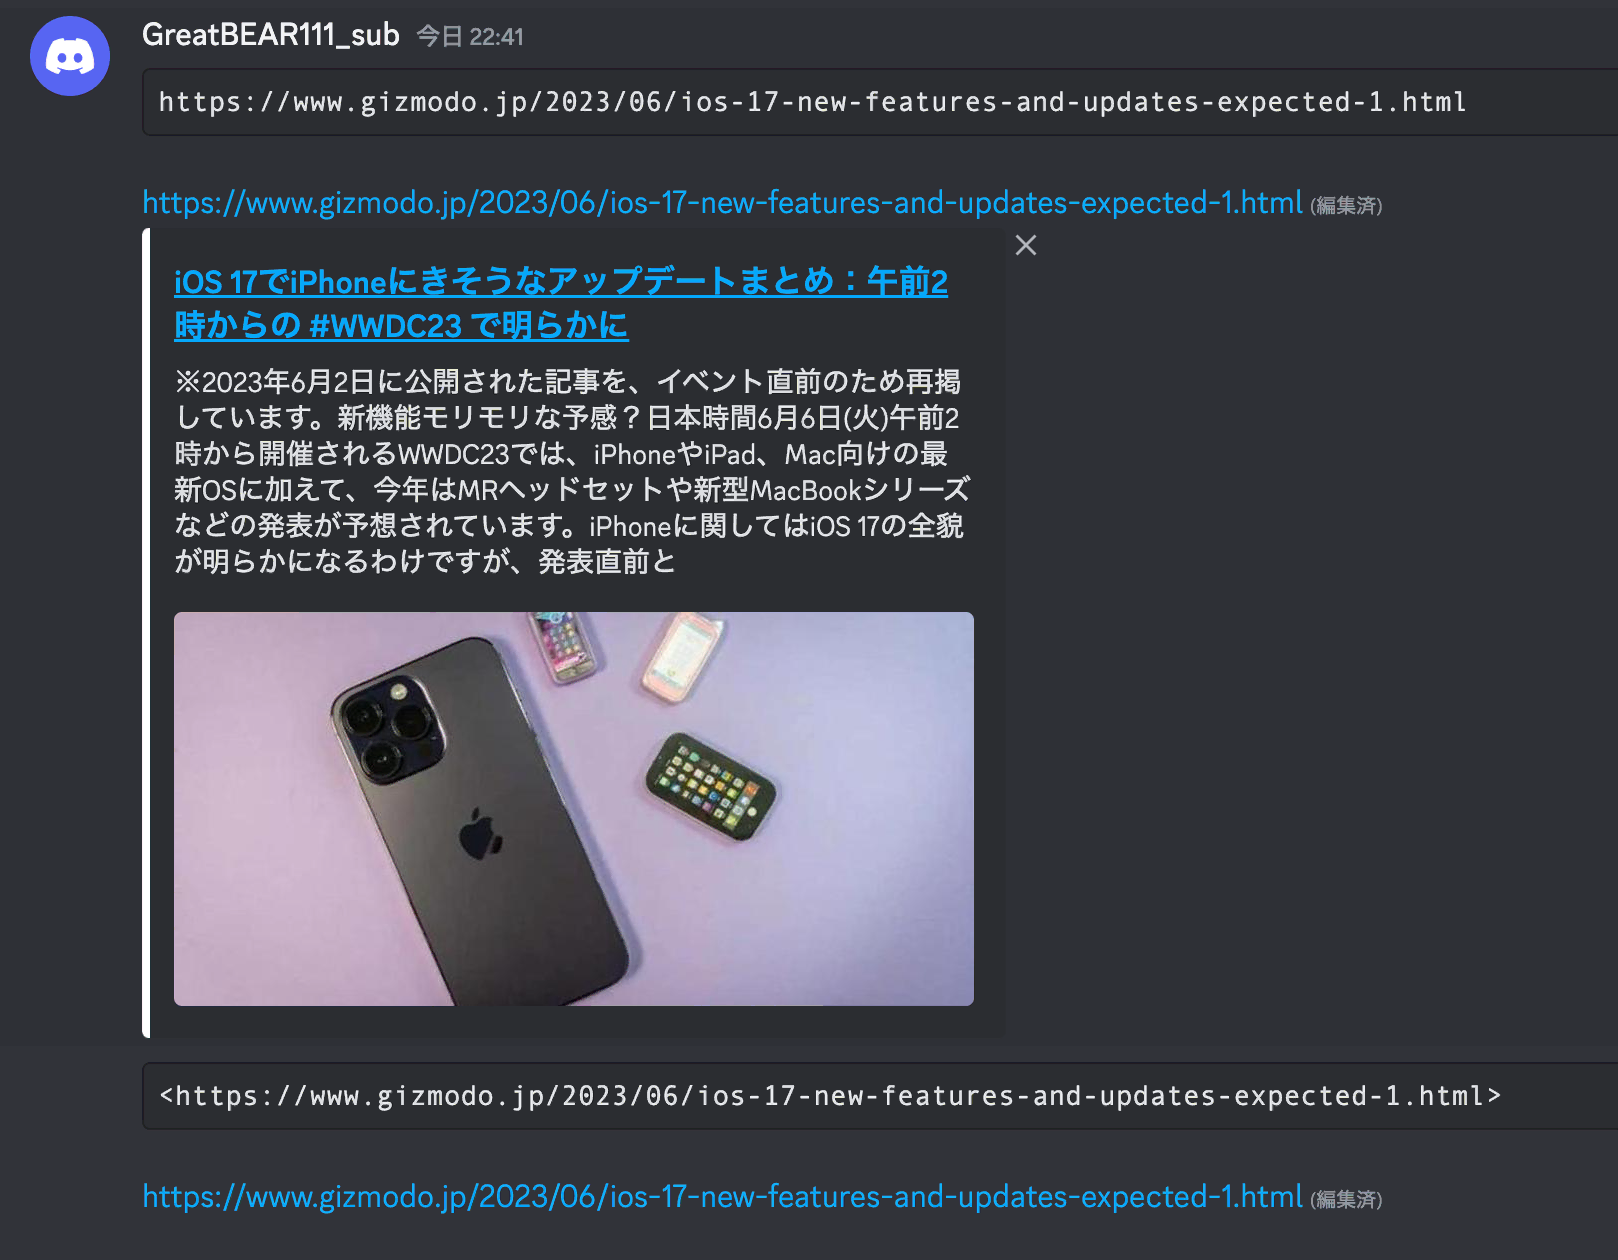 GreatBEAR111_sub 今日 22:41
https://www.gizmodo.jp/2023/06/ios-17-new-features-and-updates-expected-1.html
https://www.gizmodo.jp/2023/06/ios-17-new-features-and-updates-expected-1.html (編集済)
iOS 17でiPhoneにきそうなアップデートまとめ：午前2
時からの #WWDC23 で明らかに
※2023年6月2日に公開された記事を、イベント直前のため再掲
しています。新機能モリモリな予感？日本時間6月6日(火)午前2
時から開催されるWWDC23では、iPhoneやiPad、Mac向けの最
新OSに加えて、今年はMRヘッドセットや新型MacBookシリーズ
などの発表が予想されています。iPhoneに関してはiOS 17の全貌
が明らかになるわけですが、発表直前と
<https://www.gizmodo.jp/2023/06/ios-17-new-features-and-updates-expected-1.html>
https://www.gizmodo.jp/2023/06/ios-17-new-features-and-updates-expected-1.html (編集済)